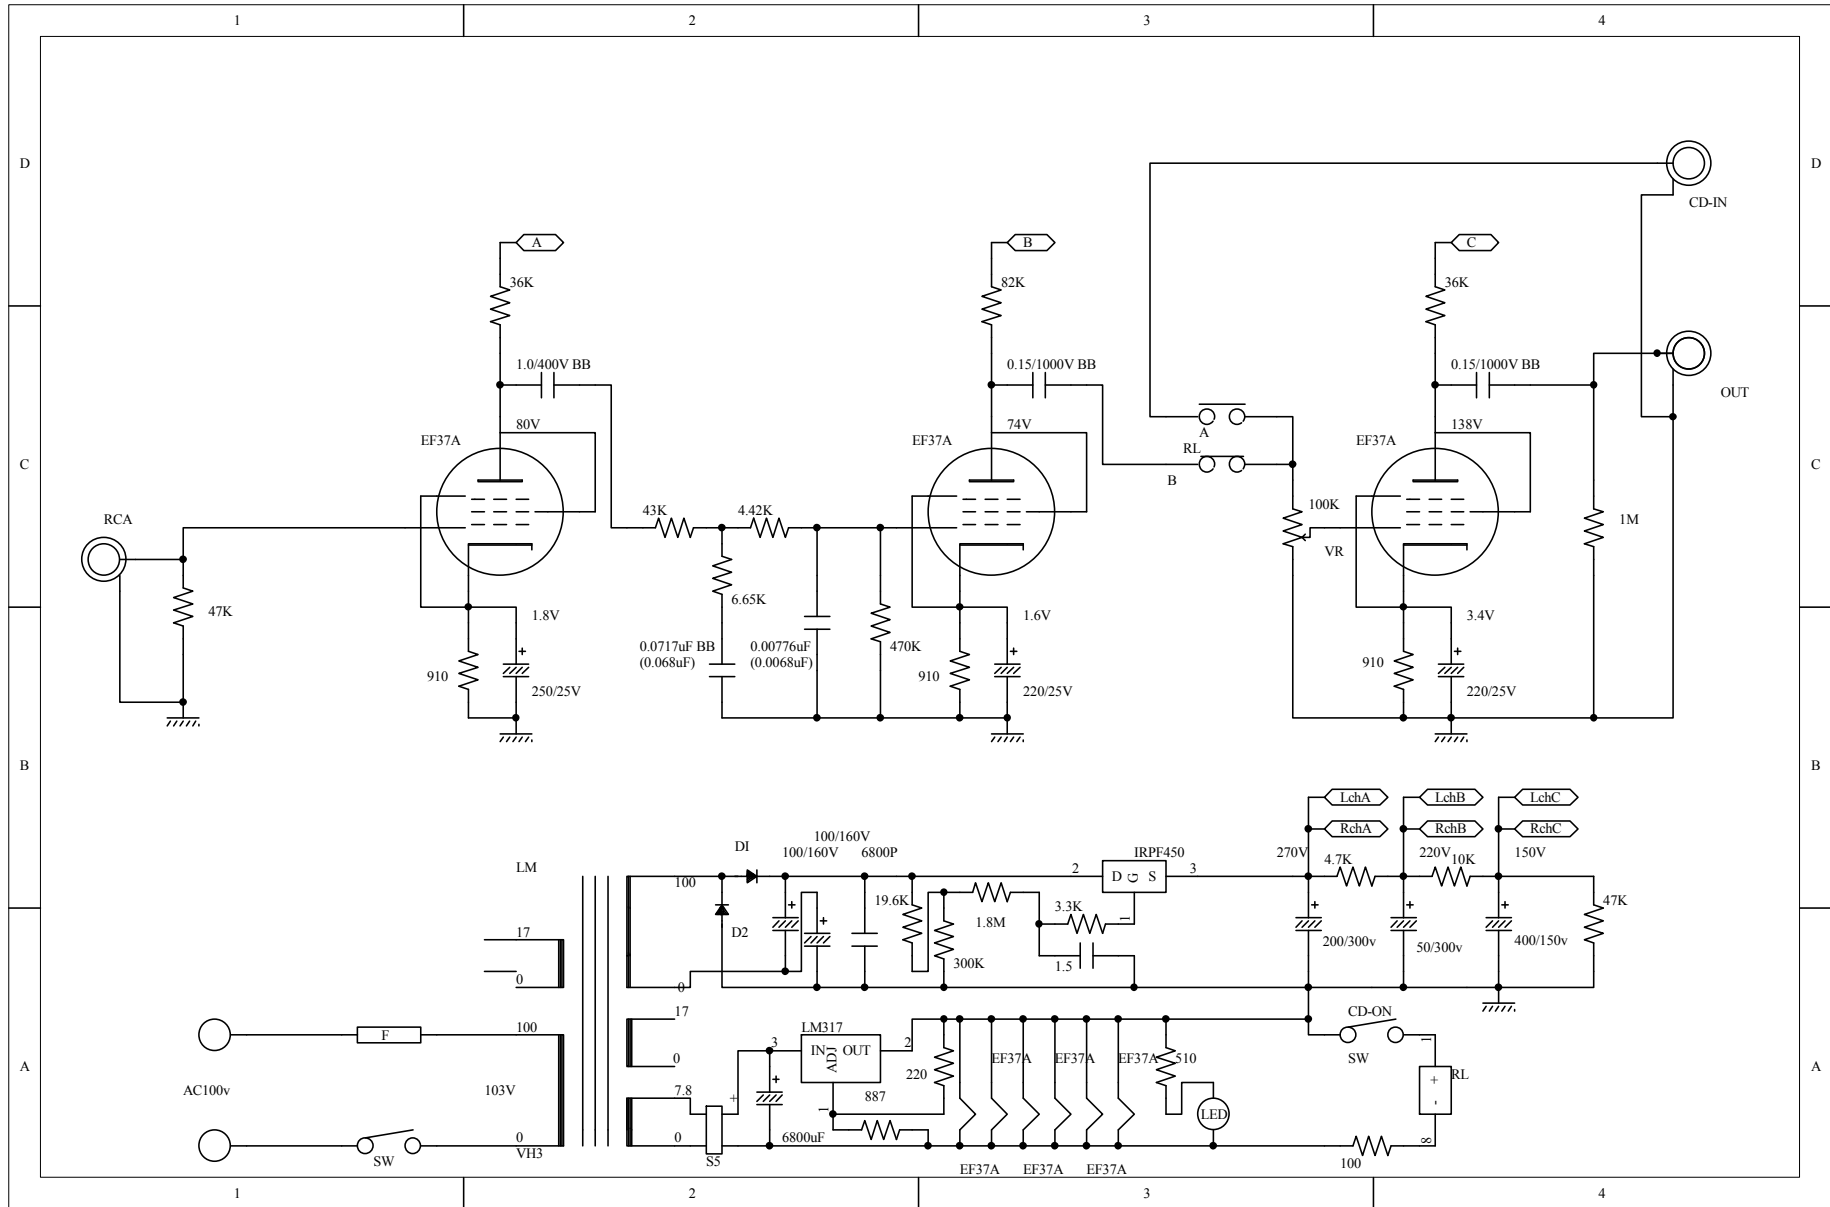 1 2 3 4
D D
CD-IN
A B C
36K 82K 36K
1.0/400V BB 0.15/1000V BB 0.15/1000V BB
OUT
80V 74V 138V
EF37A EF37A EF37A
A
RL
C C
B
RCA
43K 4.42K 100K 1M
VR
47K
6.65K
1.8V 1.6V 3.4V
+ + +
0.0717uF BB 0.00776uF 470K
(0.068uF) (0.0068uF)
910 910 910
250/25V 220/25V 220/25V
B B
LchA LchB LchC
RchA RchB RchC
100/160V
DI 100/160V 6800P
IRPF450 270V 220V 150V
4.7K 10K
LM
2 D G S 3
100
19.6K 3.3K 1 47K
+ + + + +
17 D2 1.8M
200/300v 50/300v 400/150v
300K 1.5
0 0
17 CD-ON
100 LM317
F
3 IN ADJ OUT 2 1
SW
A 0 EF37A EF37A EF37A 510 A
220 + RL
AC100v 103V 7.8 + + 887 -
1 LED
0 0 6800uF 8
SW VH3 S5 100
EF37A EF37A EF37A
1 2 3 4